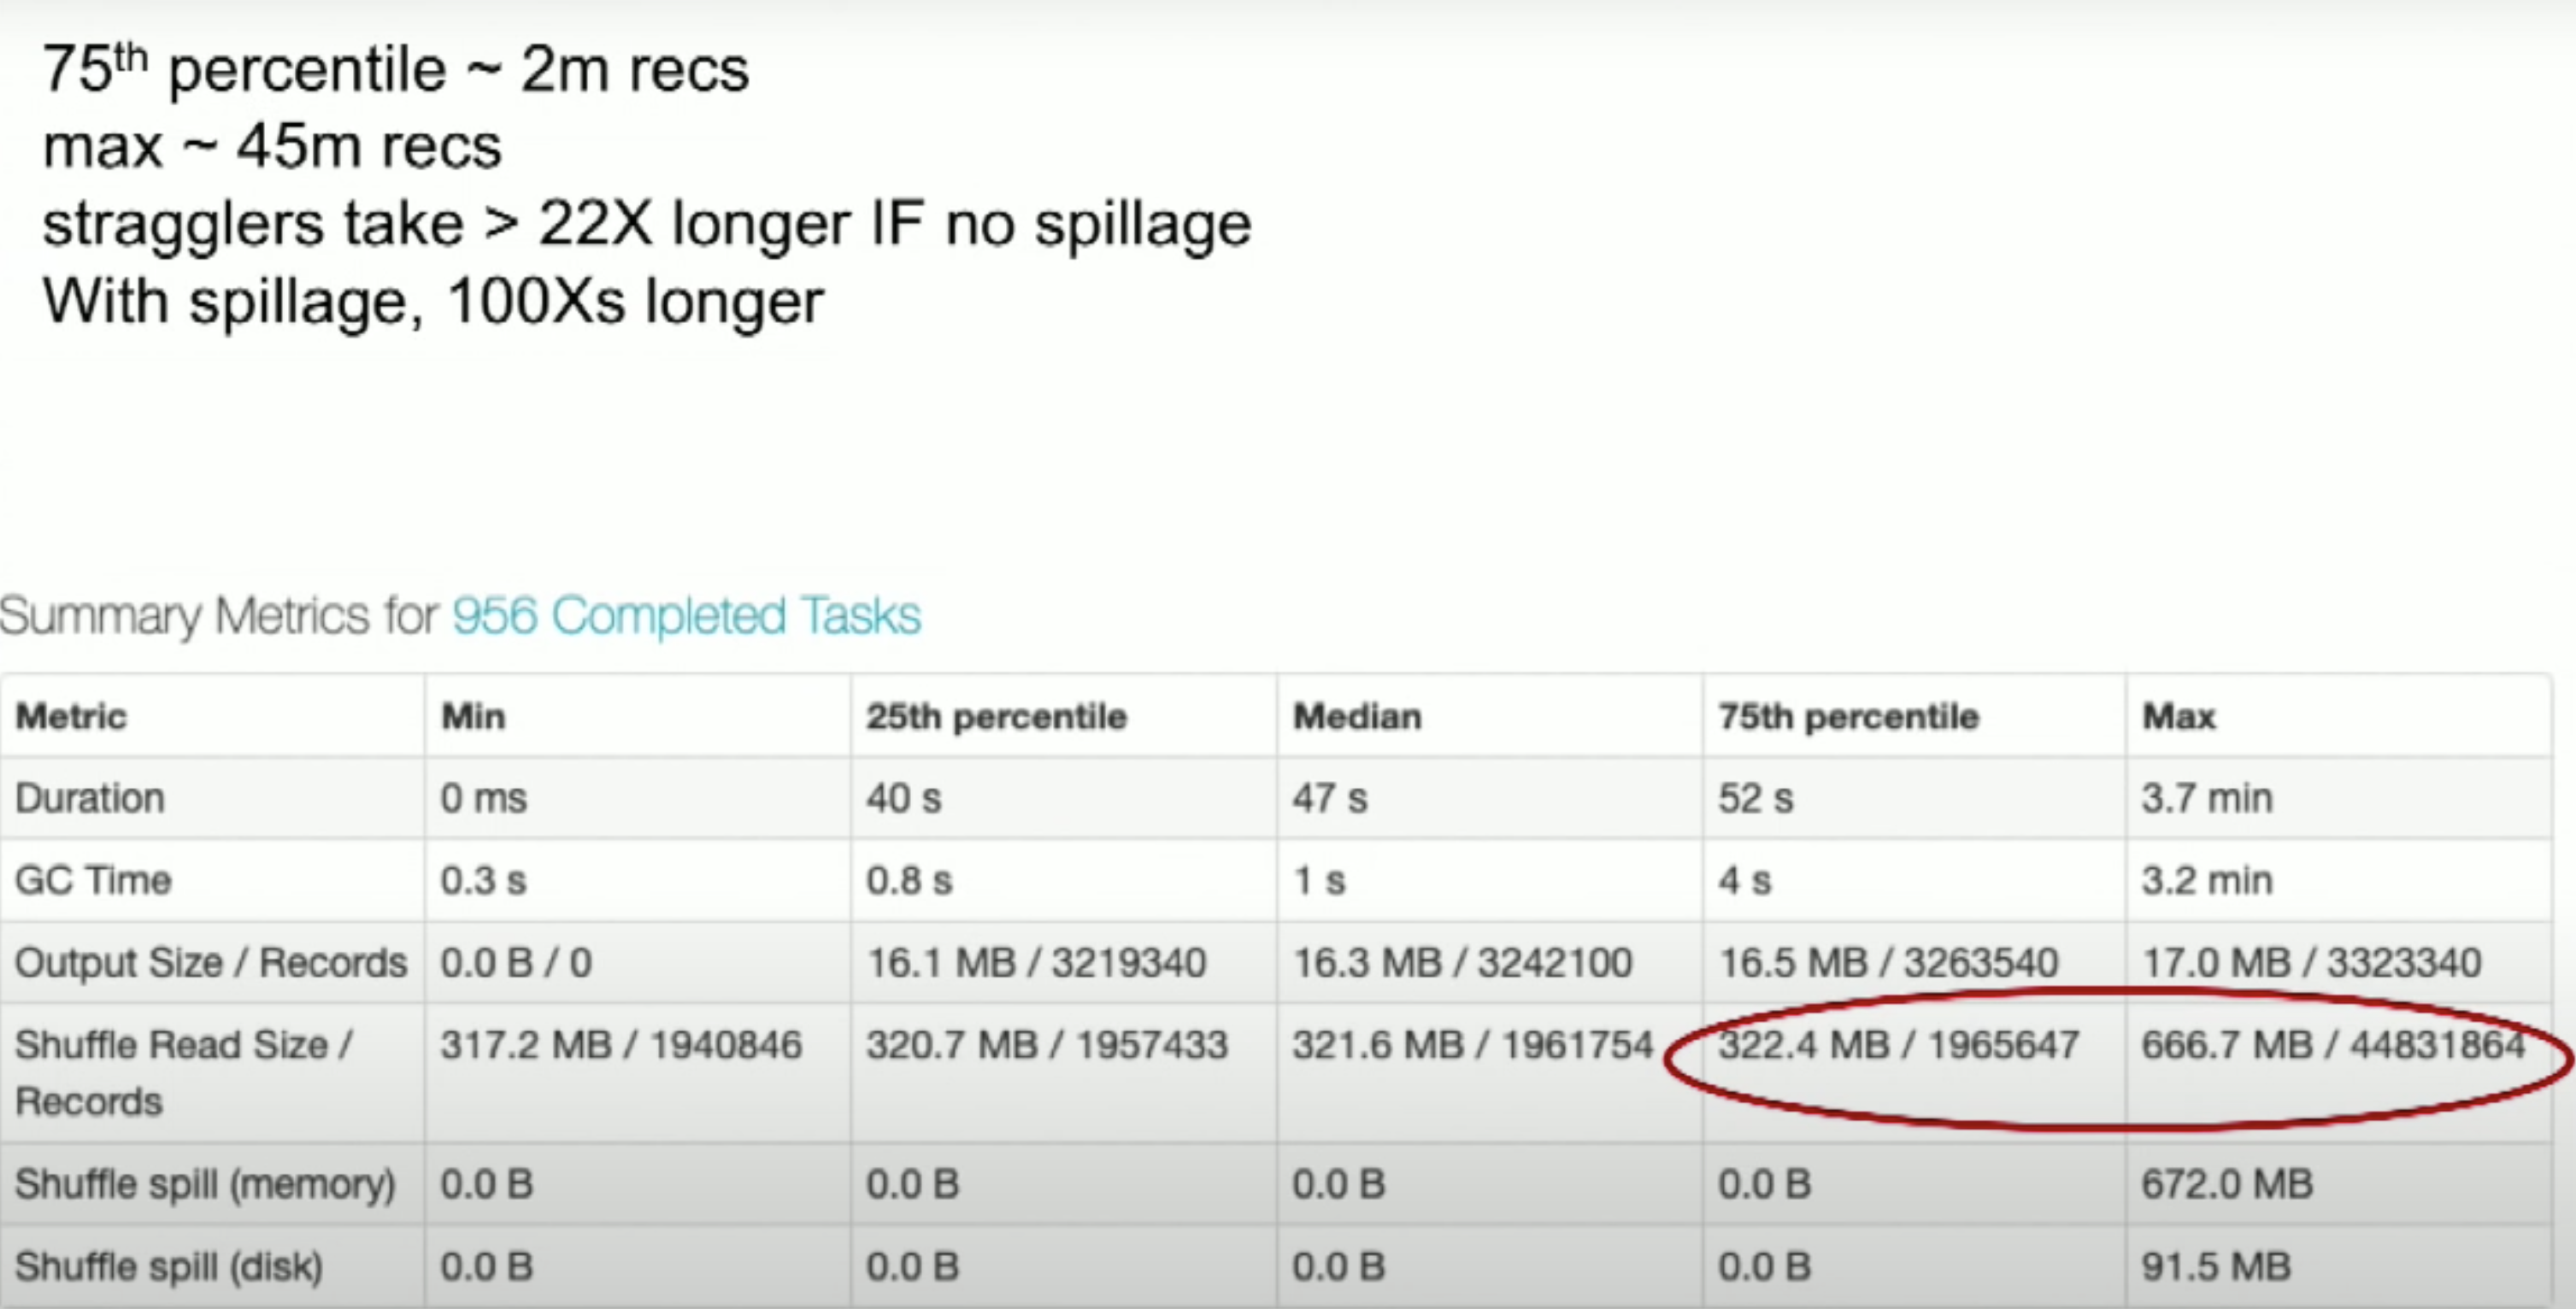 75th percentile ~ 2m recs
max ~ 45m recs
stragglers take > 22X longer IF no spillage
With spillage, 100Xs longer
Summary Metrics for 956 Completed Tasks
Metric Min 25th percentile Median 75th percentile Max
Duration 0 ms 40 s 47 s 52 s 3.7 min
GC Time 0.3 s 0.8 s 1 s 4 s 3.2 min
Output Size / Records 0.0 B / 0 16.1 MB / 3219340 16.3 MB / 3242100 16.5 MB / 3263540 17.0 MB / 3323340
Shuffle Read Size / 317.2 MB / 1940846 320.7 MB / 1957433 321.6 MB / 1961754 322.4 MB / 1965647 666.7 MB / 44831864
Records
Shuffle spill (memory) 0.0 B 0.0 B 0.0 B 0.0 B 672.0 MB
Shuffle spill (disk) 0.0 B 0.0 B 0.0 B 0.0 B 91.5 MB